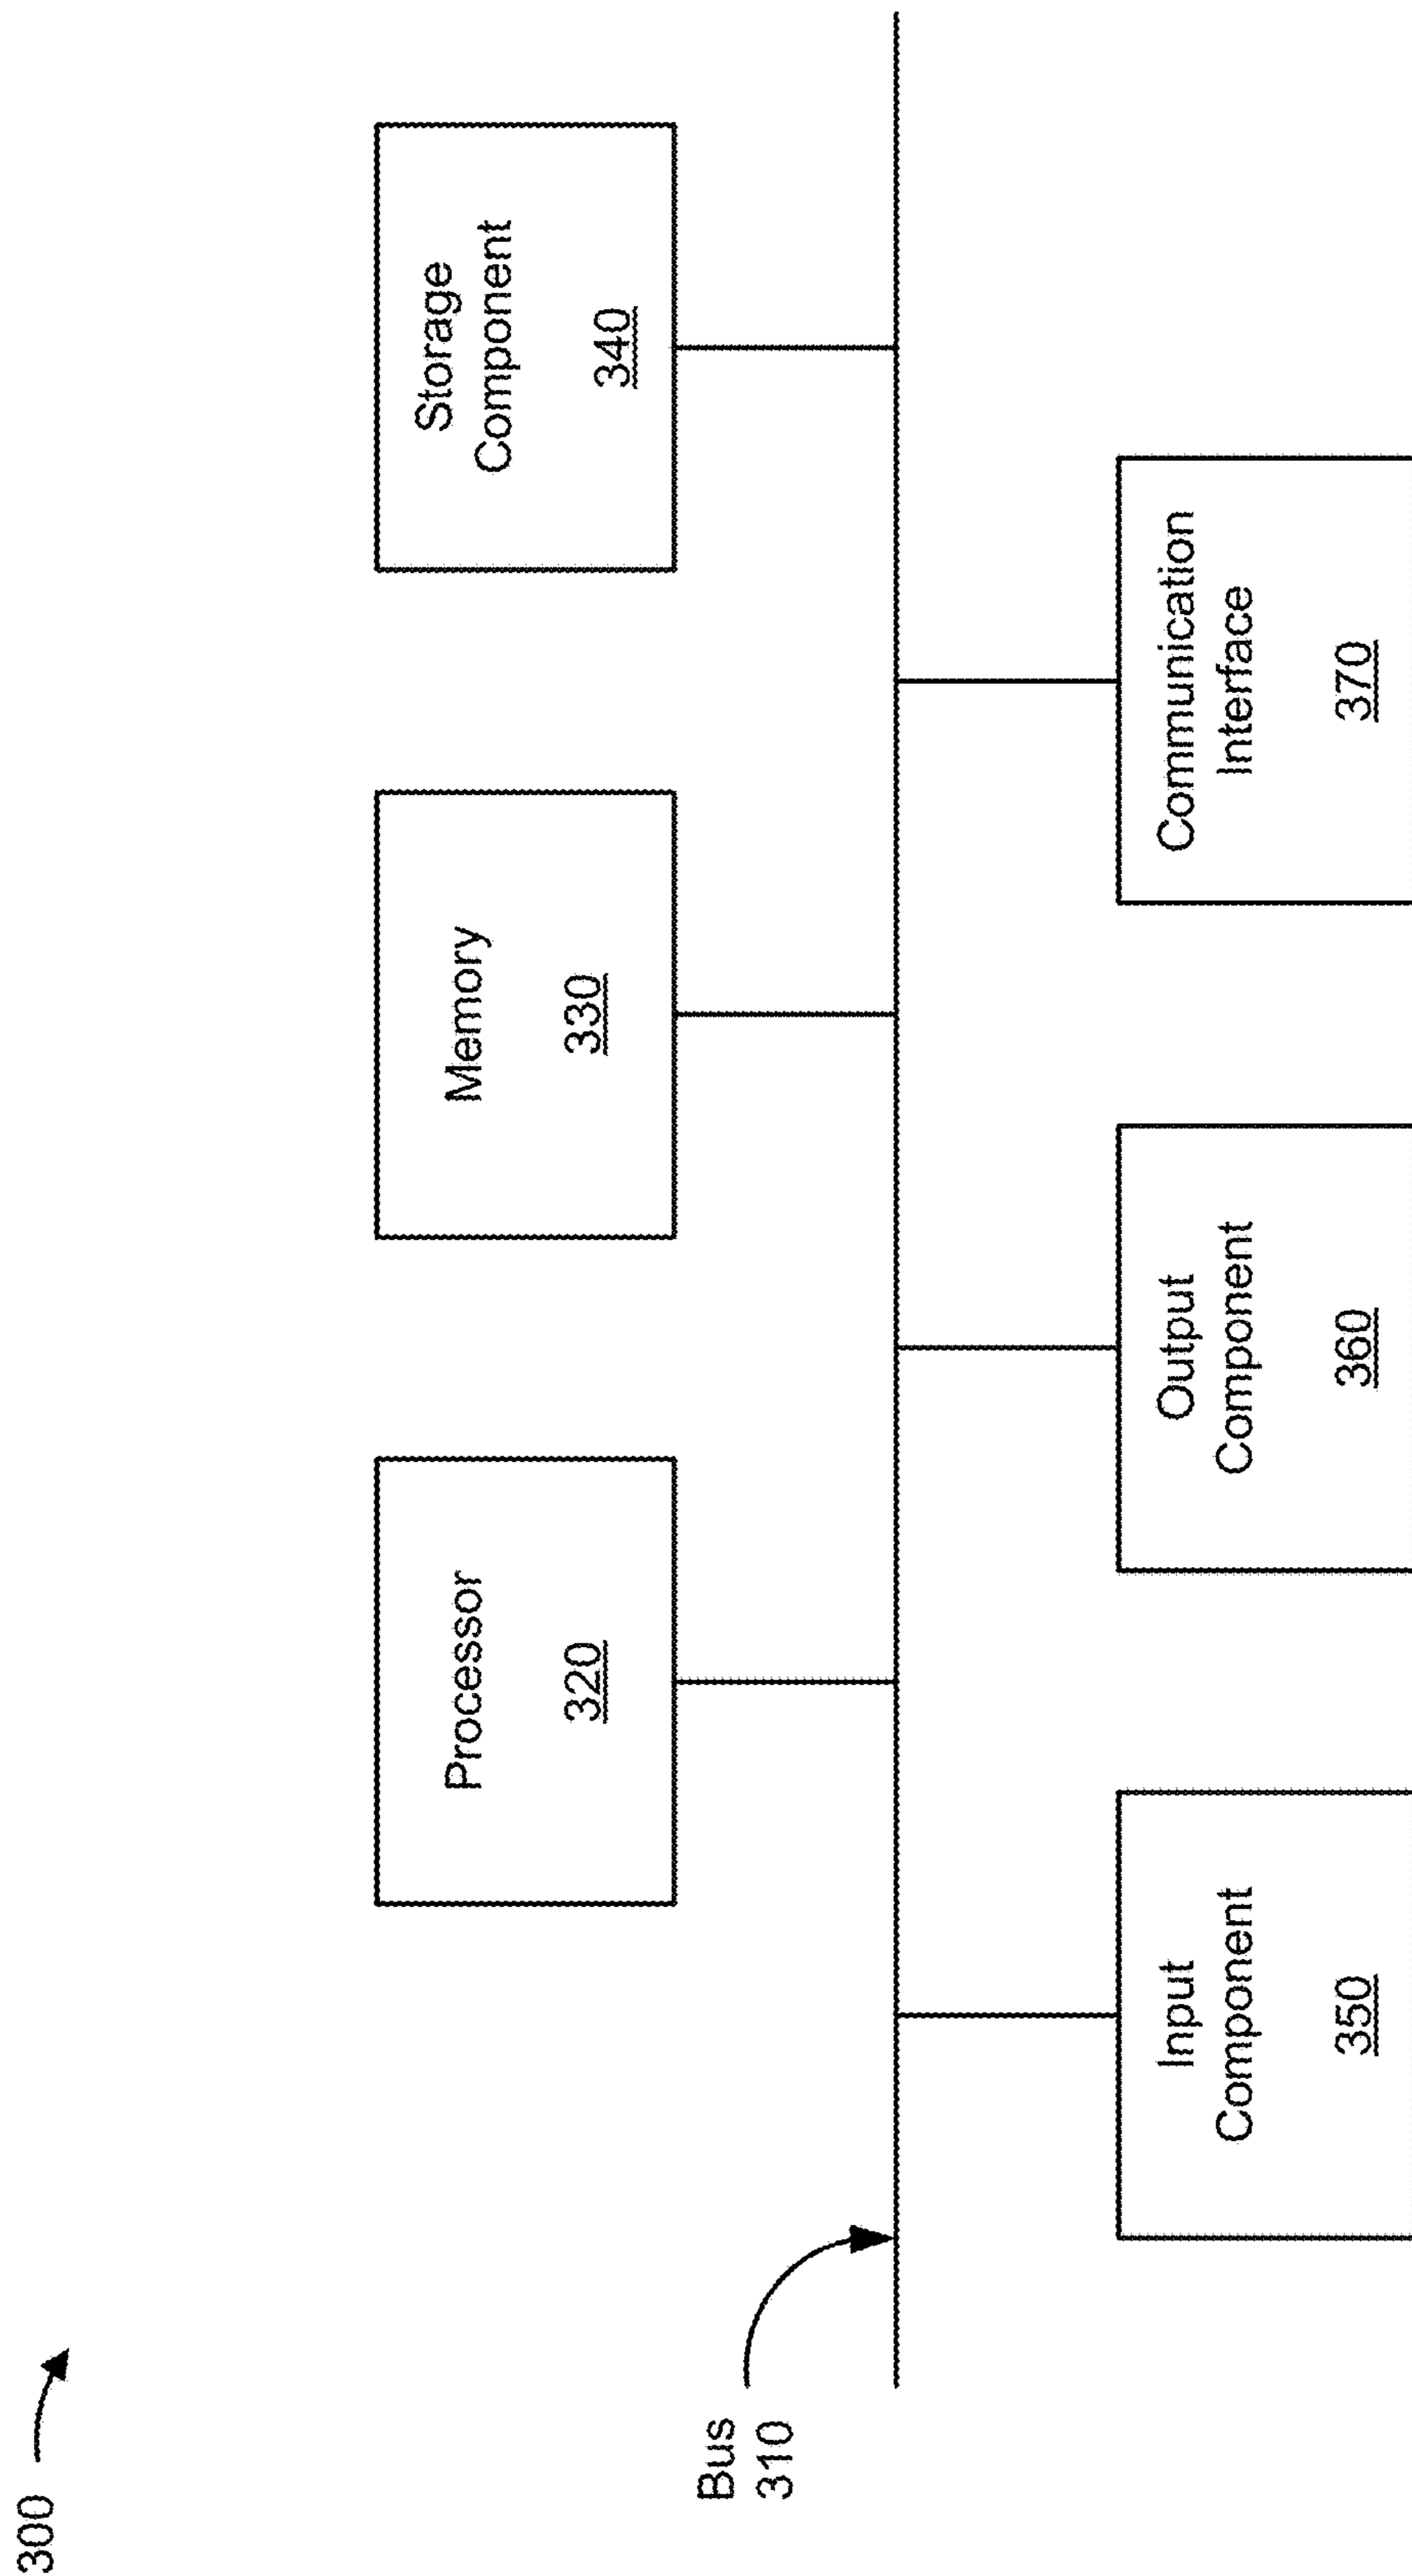 300
Processor
320
Memory
330
Storage
Component
340
Bus
310
Input
Component
350
Output
Component
360
Communication
Interface
370